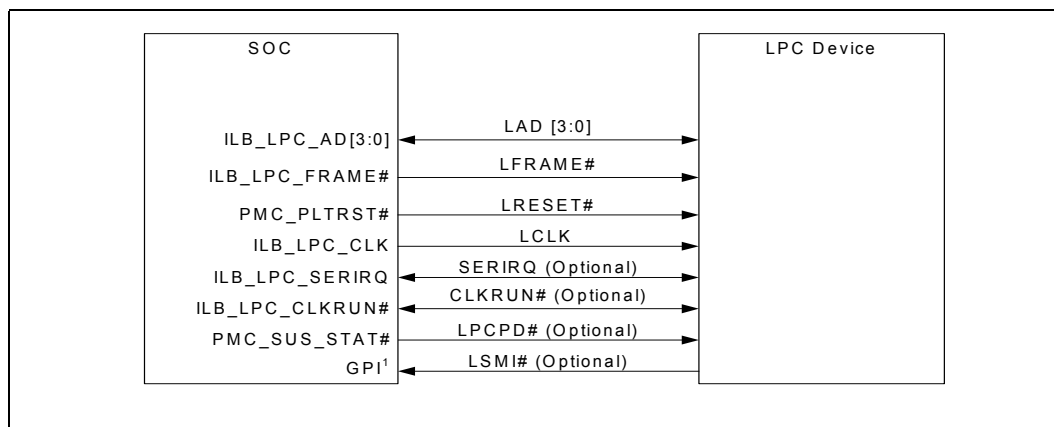 SOC
LPC Device
ILB_LPC_AD[3:0]
LAD [3:0]
ILB_LPC_FRAME#
LFRAME#
PMC_PLTRST#
LRESET#
ILB_LPC_CLK
LCLK
ILB_LPC_SERIRQ
SERIRQ (Optional)
ILB_LPC_CLKRUN#
CLKRUN# (Optional)
PMC_SUS_STAT#
LPCPD# (Optional)
GPI¹
LSMI# (Optional)